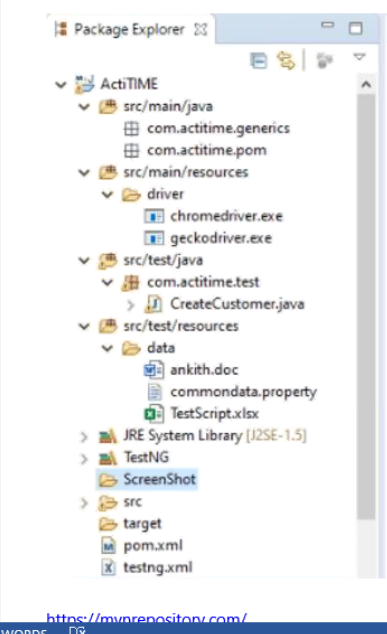 Package Explorer
ActiTIME
src/main/java
com.actitime.generics
com.actitime.pom
src/main/resources
driver
chromedriver.exe
geckodriver.exe
src/test/java
com.actitime.test
CreateCustomer.java
src/test/resources
data
ankith.doc
commondata.property
TestScript.xlsx
JRE System Library [J2SE-1.5]
TestNG
ScreenShot
src
target
pom.xml
testng.xml
https://mvnrepository.com/
WORDS